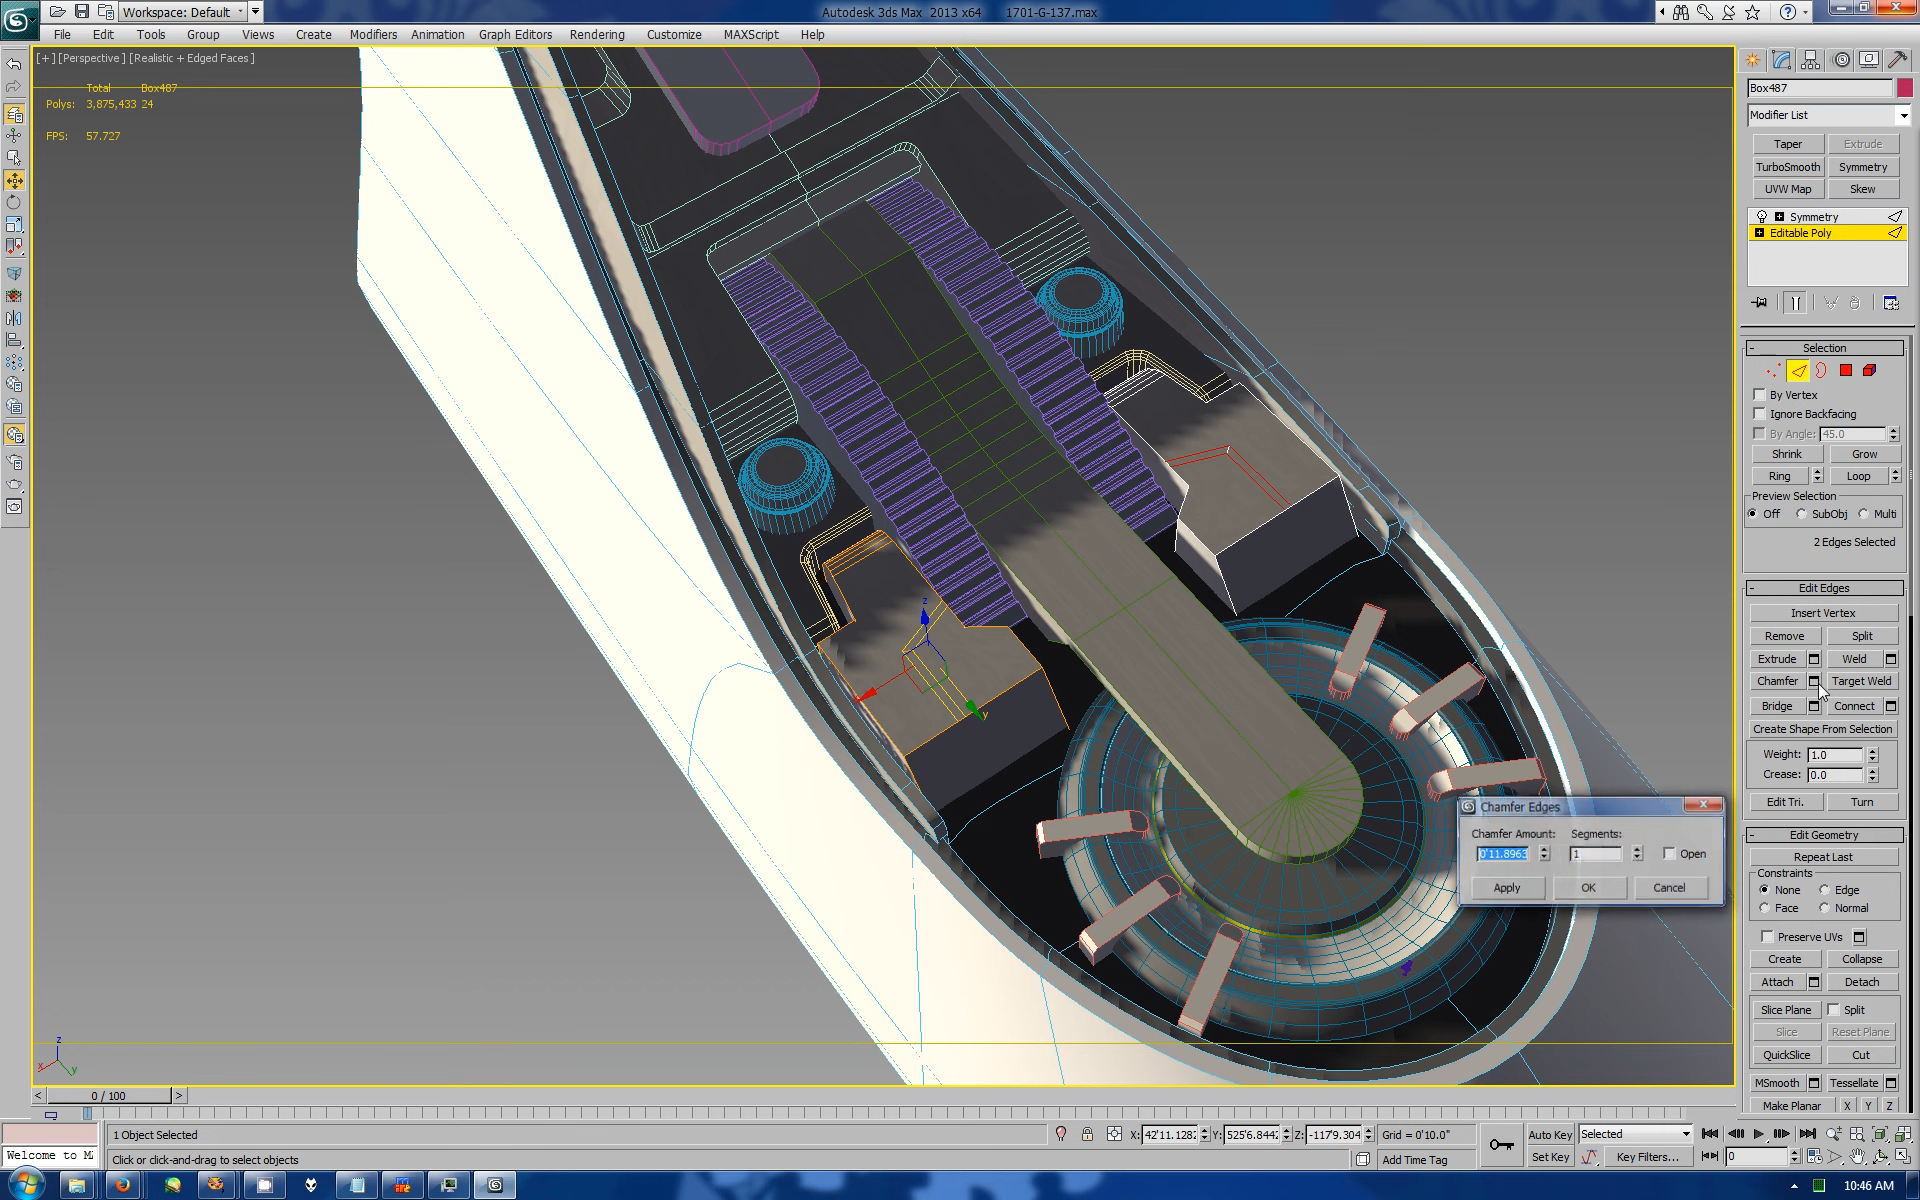 Workspace: Default
Autodesk 3ds Max 2013 x64 1701-G-137.max
File Edit Tools Group Views Create Modifiers Animation Graph Editors Rendering Customize MAXScript Help
[+] [Perspective] [Realistic + Edged Faces]
Total Box487
Polys: 3,875,433 24
FPS: 57.727
Box487
Modifier List
Taper Extrude
TurboSmooth Symmetry
UVW Map Skew
Symmetry
Editable Poly
Selection
By Vertex
Ignore Backfacing
By Angle: 45.0
Shrink Grow
Ring Loop
Preview Selection
Off SubObj Multi
2 Edges Selected
Edit Edges
Insert Vertex
Remove Split
Extrude Weld
Chamfer Target Weld
Bridge Connect
Create Shape From Selection
Weight: 1.0
Crease: 0.0
Edit Tri. Turn
Chamfer Edges
Chamfer Amount: Segments:
0'11.8963 1 Open
Apply OK Cancel
Edit Geometry
Repeat Last
Constraints
None Edge
Face Normal
Preserve UVs
Create Collapse
Attach Detach
Slice Plane Split
Slice Reset Plane
QuickSlice Cut
MSmooth Tessellate
Make Planar X Y Z
z
y
z
x
y
< 0 / 100 >
1 Object Selected X: 42'11.128 Y: 525'6.844 Z: -117'9.304 Grid = 0'10.0" Auto Key Selected
Welcome to M Click or click-and-drag to select objects Add Time Tag Set Key Key Filters... 0
10:46 AM